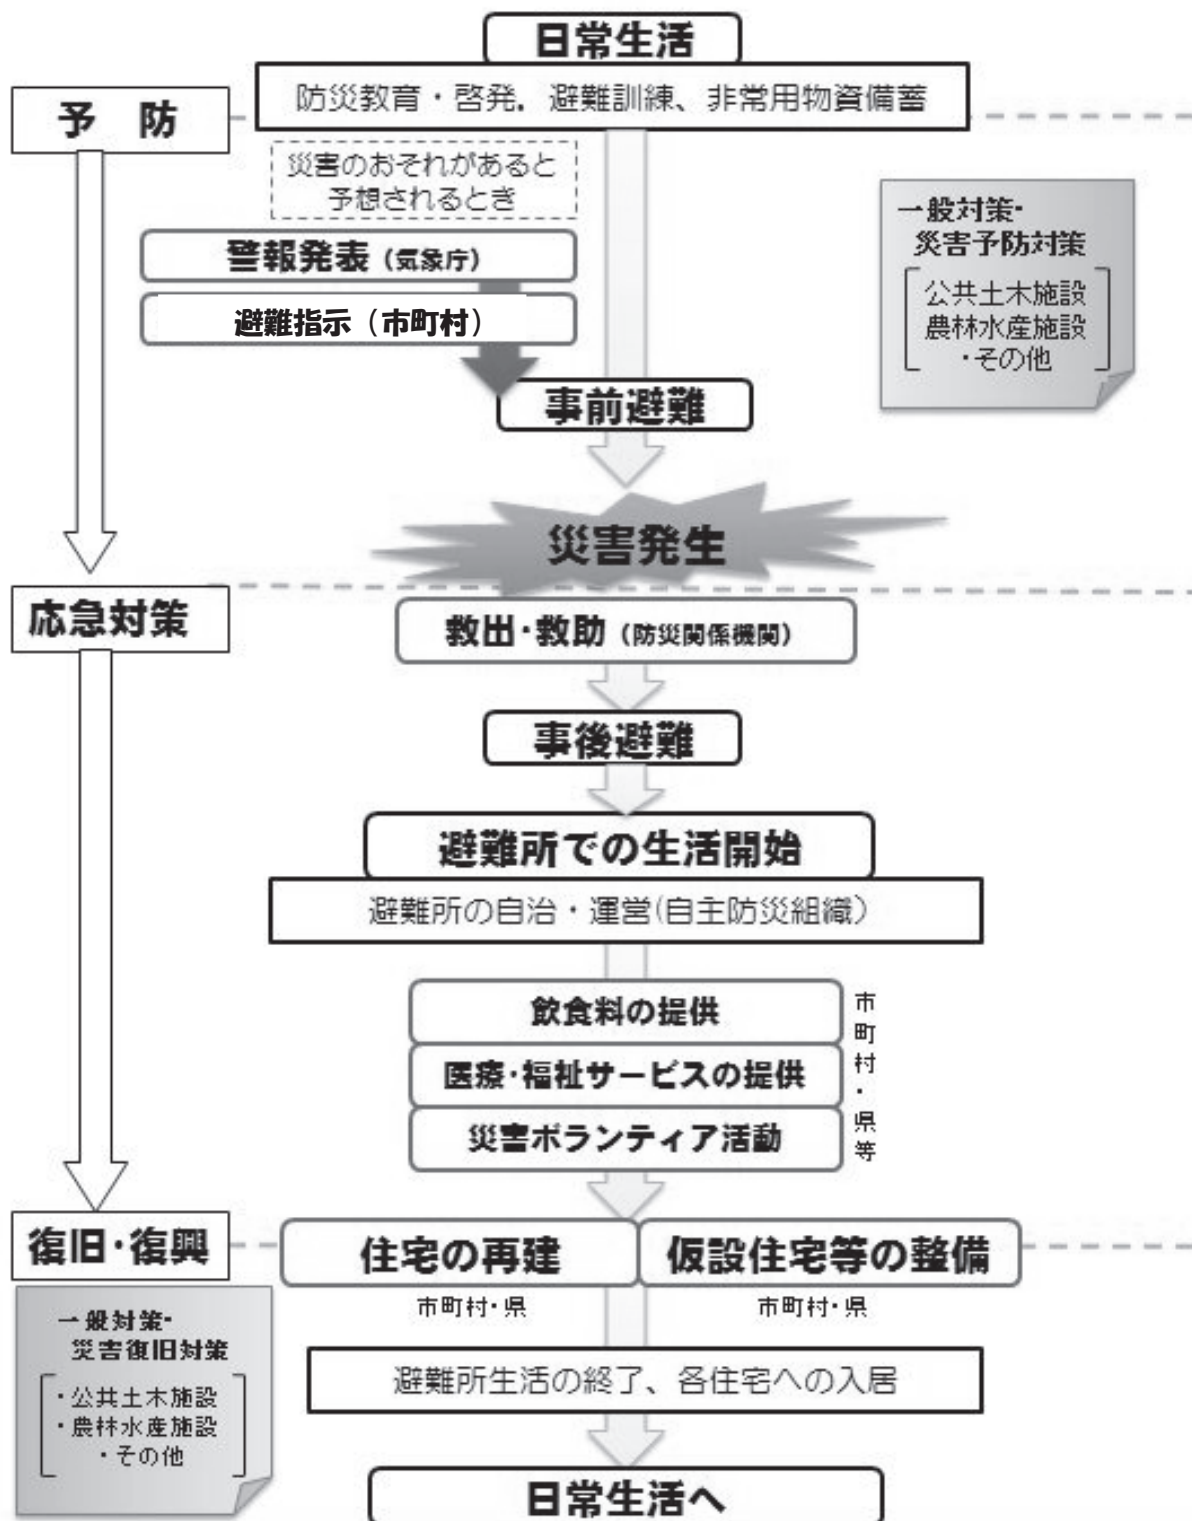 日常生活
防災教育・啓発，避難訓練、非常用物資備蓄
予　防
災害のおそれがあると
予想されるとき
一般対策・
災害予防対策
公共土木施設
農林水産施設
・その他
警報発表（気象庁）
避難指示（市町村）
事前避難
災害発生
応急対策
救出・救助（防災関係機関）
事後避難
避難所での生活開始
避難所の自治・運営(自主防災組織）
飲食料の提供
医療・福祉サービスの提供
災害ボランティア活動
市町村・県等
復旧・復興
住宅の再建
仮設住宅等の整備
市町村・県
市町村・県
一般対策・
災害復旧対策
・公共土木施設
・農林水産施設
・その他
避難所生活の終了、各住宅への入居
日常生活へ